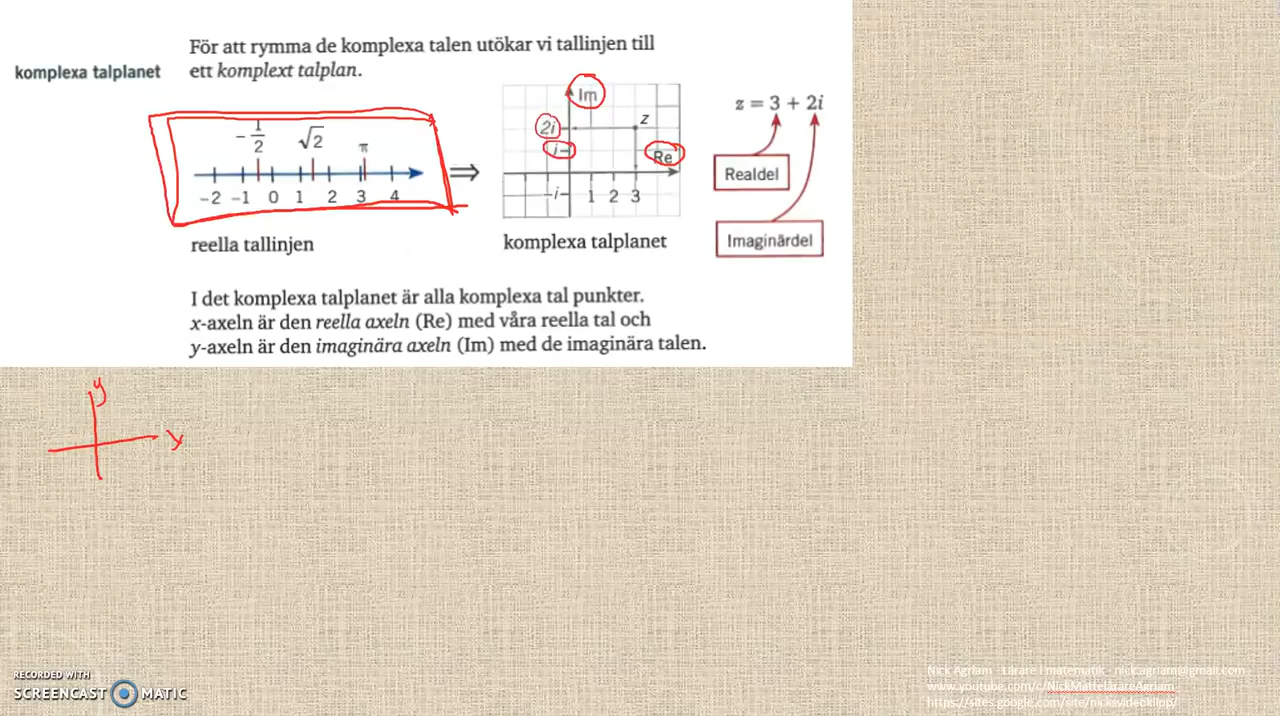 För att rymma de komplexa talen utökar vi tallinjen till
komplexa talplanet
ett komplext talplan.
-1/2 √2 π
-2 -1 0 1 2 3 4
reella tallinjen
⇒
Im
2i z
i Re
-i 1 2 3
komplexa talplanet
z = 3 + 2i
Realdel
Imaginärdel
I det komplexa talplanet är alla komplexa tal punkter.
x-axeln är den reella axeln (Re) med våra reella tal och
y-axeln är den imaginära axeln (Im) med de imaginära talen.
y
x
RECORDED WITH
SCREENCAST MATIC
Nick Agriam - Lärare i matematik - nick.agriam@gmail.com
www.youtube.com/c/NickMatteläraren
https://sites.google.com/site/nicksvideoklipp/